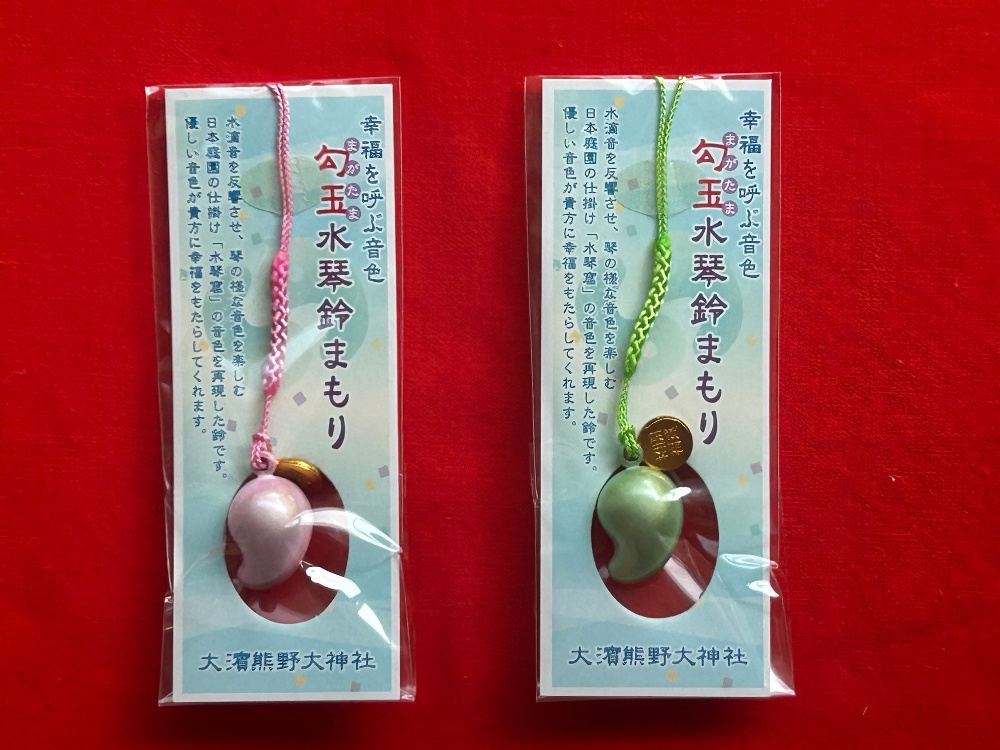 幸福を呼ぶ音色
まがたま
勾玉水琴鈴まもり
水滴音を反響させ、琴の様な音色を楽しむ
日本庭園の仕掛け「水琴窟」の音色を再現した鈴です。
優しい音色が貴方に幸福をもたらしてくれます。
大濱熊野大神社
幸福を呼ぶ音色
まがたま
勾玉水琴鈴まもり
水滴音を反響させ、琴の様な音色を楽しむ
日本庭園の仕掛け「水琴窟」の音色を再現した鈴です。
優しい音色が貴方に幸福をもたらしてくれます。
大濱熊野大神社